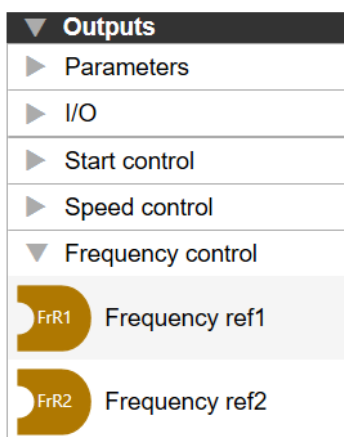 Outputs
Parameters
I/O
Start control
Speed control
Frequency control
FrR1 Frequency ref1
FrR2 Frequency ref2